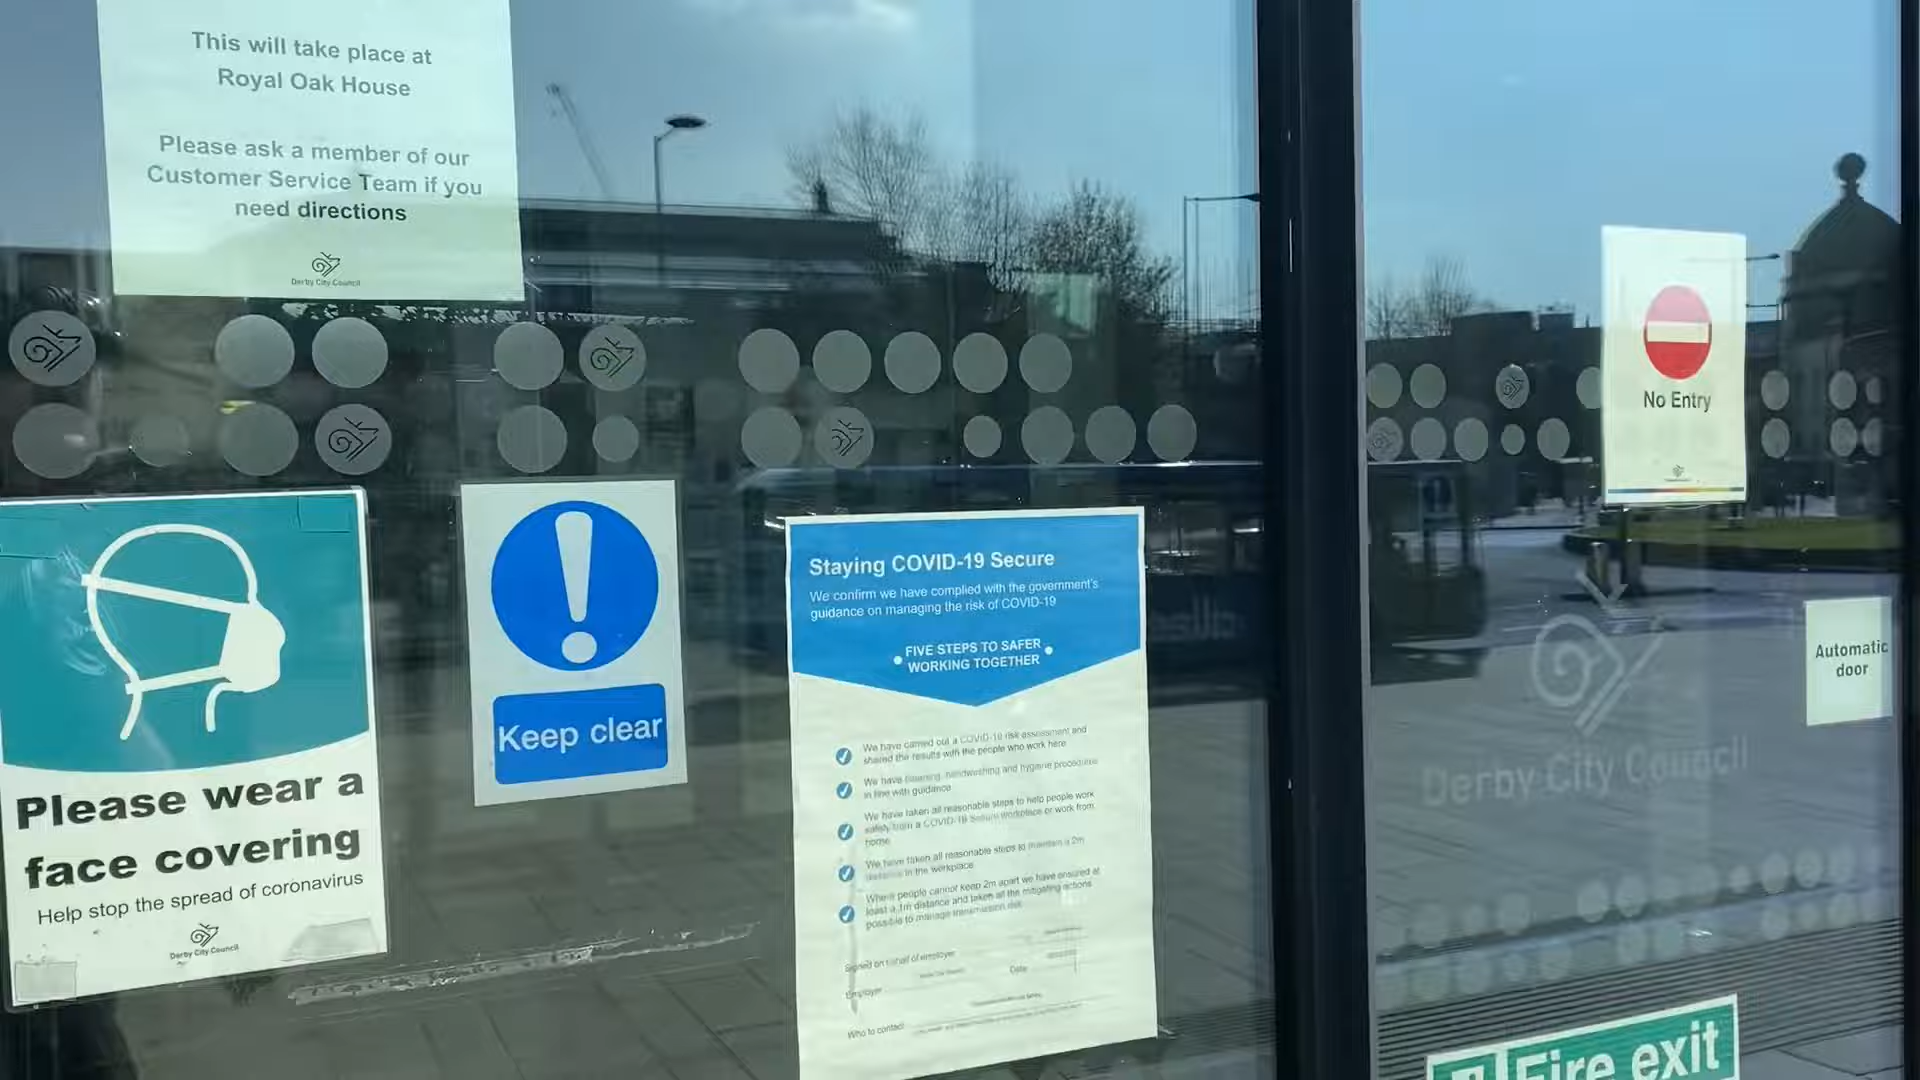 This will take place at
Royal Oak House
Please ask a member of our
Customer Service Team if you
need directions
Derby City Council
Please wear a
face covering
Help stop the spread of coronavirus
Derby City Council
Keep clear
Staying COVID-19 Secure
We confirm we have complied with the government's
guidance on managing the risk of COVID-19
FIVE STEPS TO SAFER
WORKING TOGETHER
We have carried out a COVID-19 risk assessment and
shared the results with the people who work here
We have cleaning, handwashing and hygiene procedures
in line with guidance
We have taken all reasonable steps to help people work
safely from a COVID-19 Secure workplace or work from
home
We have taken all reasonable steps to maintain a 2m
distance in the workplace
Where people cannot keep 2m apart we have ensured at
least a 1m distance and taken all the mitigating actions
possible to manage transmission risk
Signed on behalf of employer
Employer
Date
Who to contact
No Entry
Automatic
door
Derby City Council
Fire exit